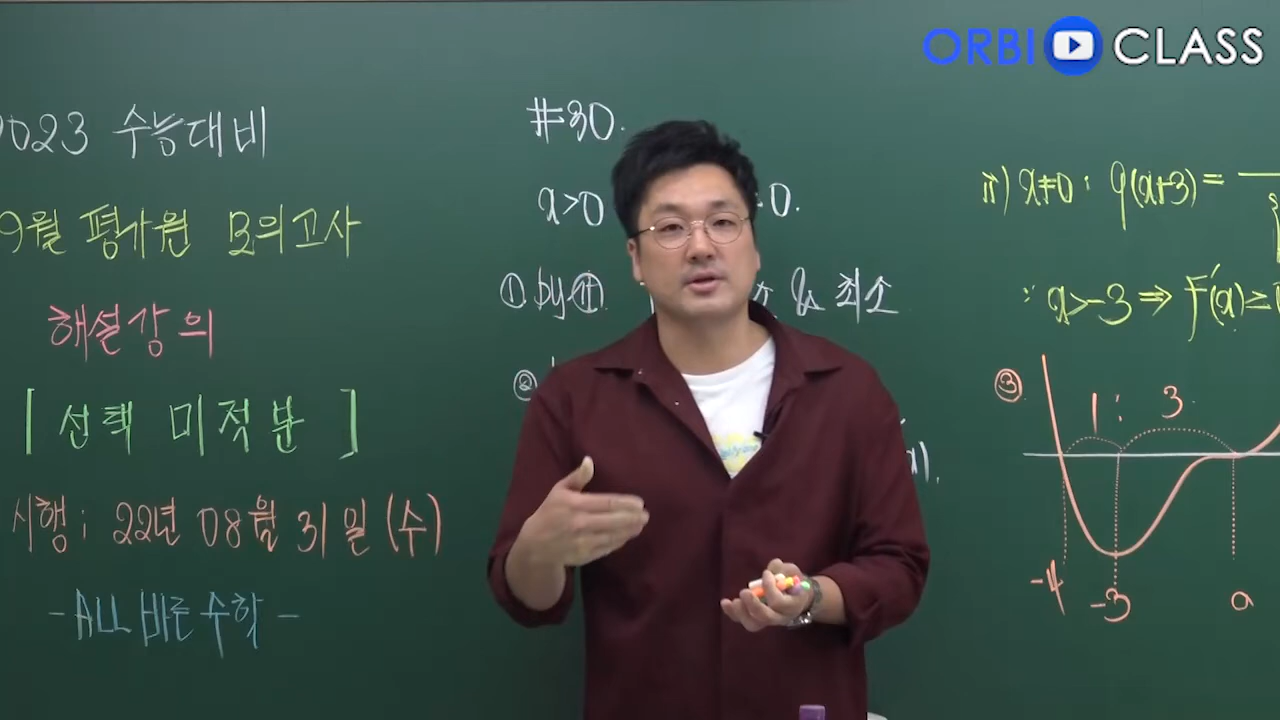 ORBI CLASS
2023 수능대비
9월 평가원 모의고사
해설강의
[ 선택 미적분 ]
시행: 22년 08월 31일 (수)
- ALL 바른 수학 -
#30.
x>0
:0.
① by
& 최소
②
ii) x≠0 : g(x+3) =
∵ x>-3 ⇒ F'(x)≥
③
1 : 3
-4
-3
a